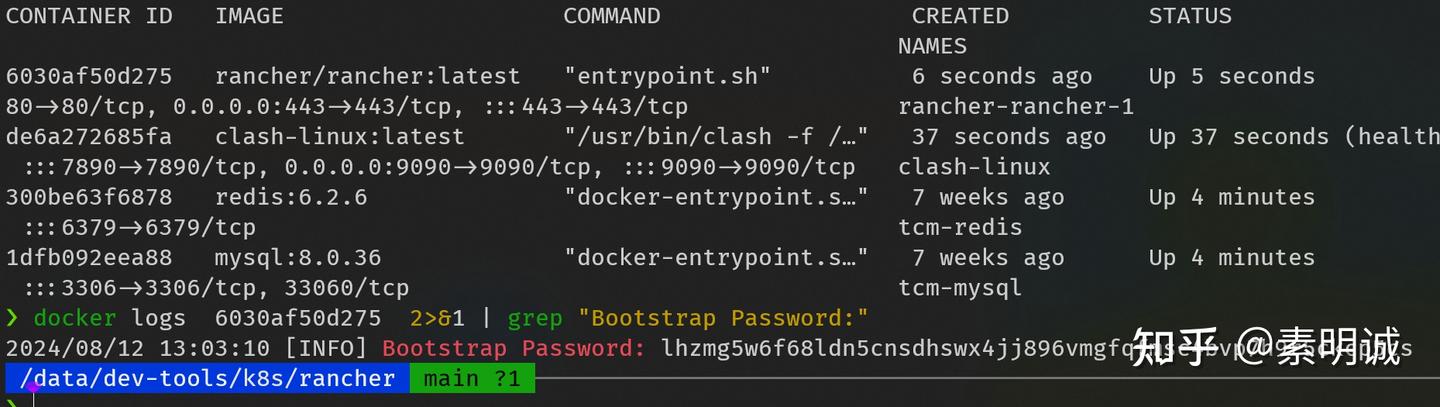 CONTAINER ID   IMAGE                    COMMAND                  CREATED          STATUS
NAMES
6030af50d275   rancher/rancher:latest   "entrypoint.sh"          6 seconds ago    Up 5 seconds
80->80/tcp, 0.0.0.0:443->443/tcp, :::443->443/tcp               rancher-rancher-1
de6a272685fa   clash-linux:latest       "/usr/bin/clash -f /…"   37 seconds ago   Up 37 seconds (health
:::7890->7890/tcp, 0.0.0.0:9090->9090/tcp, :::9090->9090/tcp   clash-linux
300be63f6878   redis:6.2.6              "docker-entrypoint.s…"   7 weeks ago      Up 4 minutes
:::6379->6379/tcp                                              tcm-redis
1dfb092eea88   mysql:8.0.36             "docker-entrypoint.s…"   7 weeks ago      Up 4 minutes
:::3306->3306/tcp, 33060/tcp                                   tcm-mysql
❯ docker logs  6030af50d275  2>&1 | grep "Bootstrap Password:"
2024/08/12 13:03:10 [INFO] Bootstrap Password:
/data/dev-tools/k8s/rancher  main ?1
❯
知乎 @素明诚